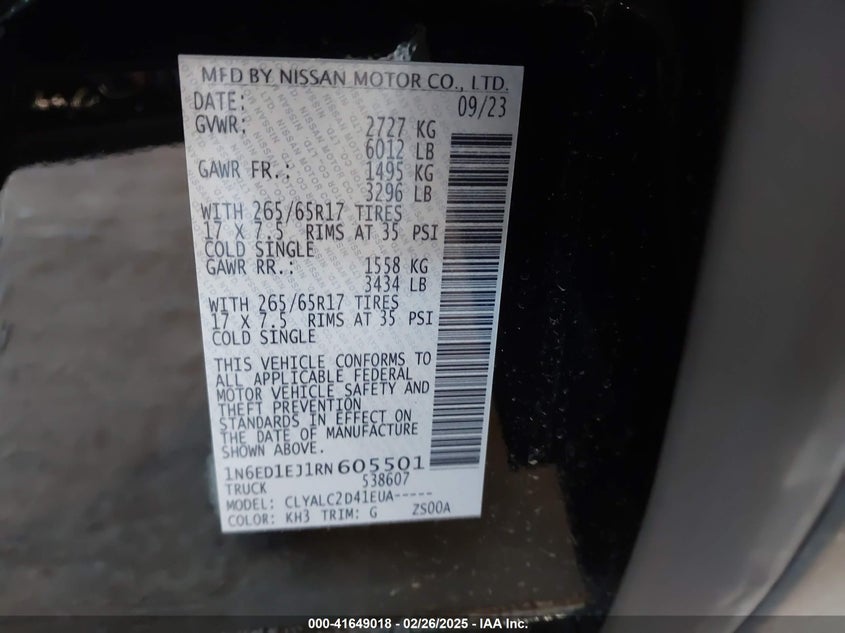 MFD BY NISSAN MOTOR CO., LTD.
DATE: 09/23
GVWR: 2727 KG
6012 LB
GAWR FR.: 1495 KG
3296 LB
WITH 265/65R17 TIRES
17 X 7.5 RIMS AT 35 PSI
COLD SINGLE
GAWR RR.: 1558 KG
3434 LB
WITH 265/65R17 TIRES
17 X 7.5 RIMS AT 35 PSI
COLD SINGLE
THIS VEHICLE CONFORMS TO
ALL APPLICABLE FEDERAL
MOTOR VEHICLE SAFETY AND
THEFT PREVENTION
STANDARDS IN EFFECT ON
THE DATE OF MANUFACTURE
SHOWN ABOVE.
1N6ED1EJ1RN 605501
TRUCK 538607
MODEL: CLYALC2D41EUA-----
COLOR: KH3 TRIM: G ZS00A
000-41649018 - 02/26/2025 - IAA Inc.